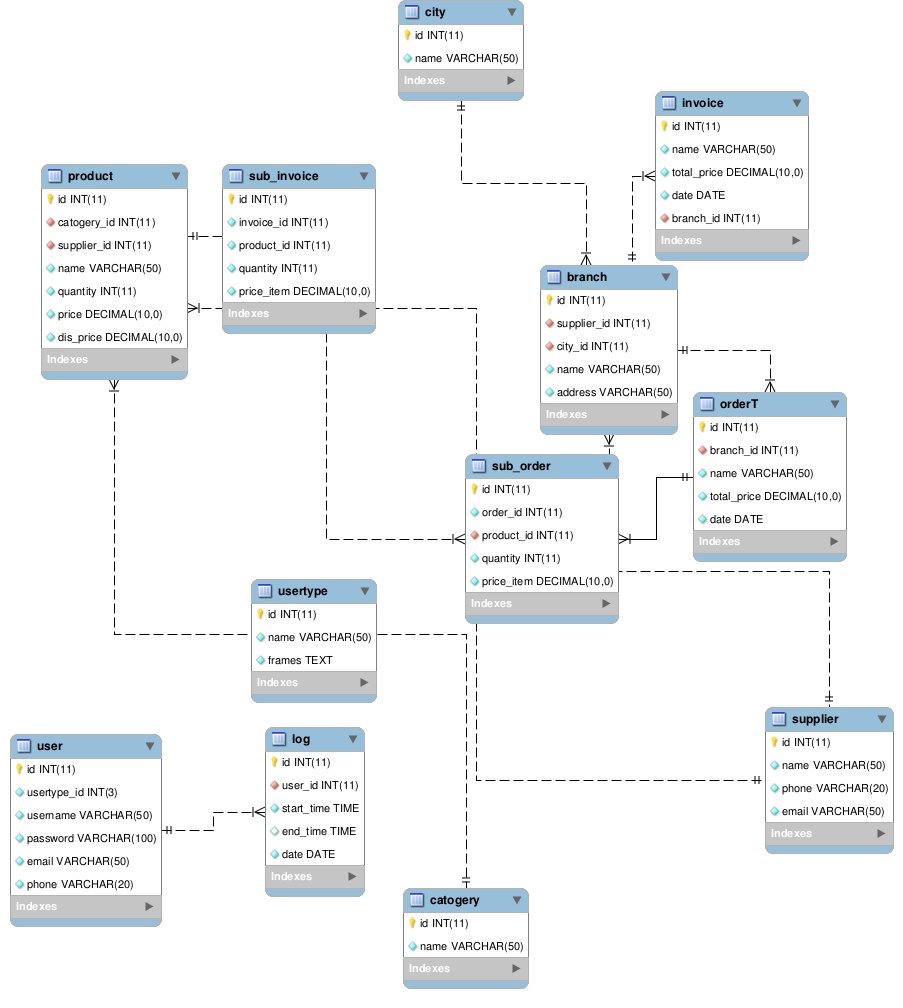 city
id INT(11)
name VARCHAR(50)
Indexes
invoice
id INT(11)
name VARCHAR(50)
total_price DECIMAL(10,0)
date DATE
branch_id INT(11)
Indexes
product
id INT(11)
catogery_id INT(11)
supplier_id INT(11)
name VARCHAR(50)
quantity INT(11)
price DECIMAL(10,0)
dis_price DECIMAL(10,0)
Indexes
sub_invoice
id INT(11)
invoice_id INT(11)
product_id INT(11)
quantity INT(11)
price_item DECIMAL(10,0)
Indexes
branch
id INT(11)
supplier_id INT(11)
city_id INT(11)
name VARCHAR(50)
address VARCHAR(50)
Indexes
orderT
id INT(11)
branch_id INT(11)
name VARCHAR(50)
total_price DECIMAL(10,0)
date DATE
Indexes
sub_order
id INT(11)
order_id INT(11)
product_id INT(11)
quantity INT(11)
price_item DECIMAL(10,0)
Indexes
usertype
id INT(11)
name VARCHAR(50)
frames TEXT
Indexes
supplier
id INT(11)
name VARCHAR(50)
phone VARCHAR(20)
email VARCHAR(50)
Indexes
user
id INT(11)
usertype_id INT(3)
username VARCHAR(50)
password VARCHAR(100)
email VARCHAR(50)
phone VARCHAR(20)
Indexes
log
id INT(11)
user_id INT(11)
start_time TIME
end_time TIME
date DATE
Indexes
catogery
id INT(11)
name VARCHAR(50)
Indexes